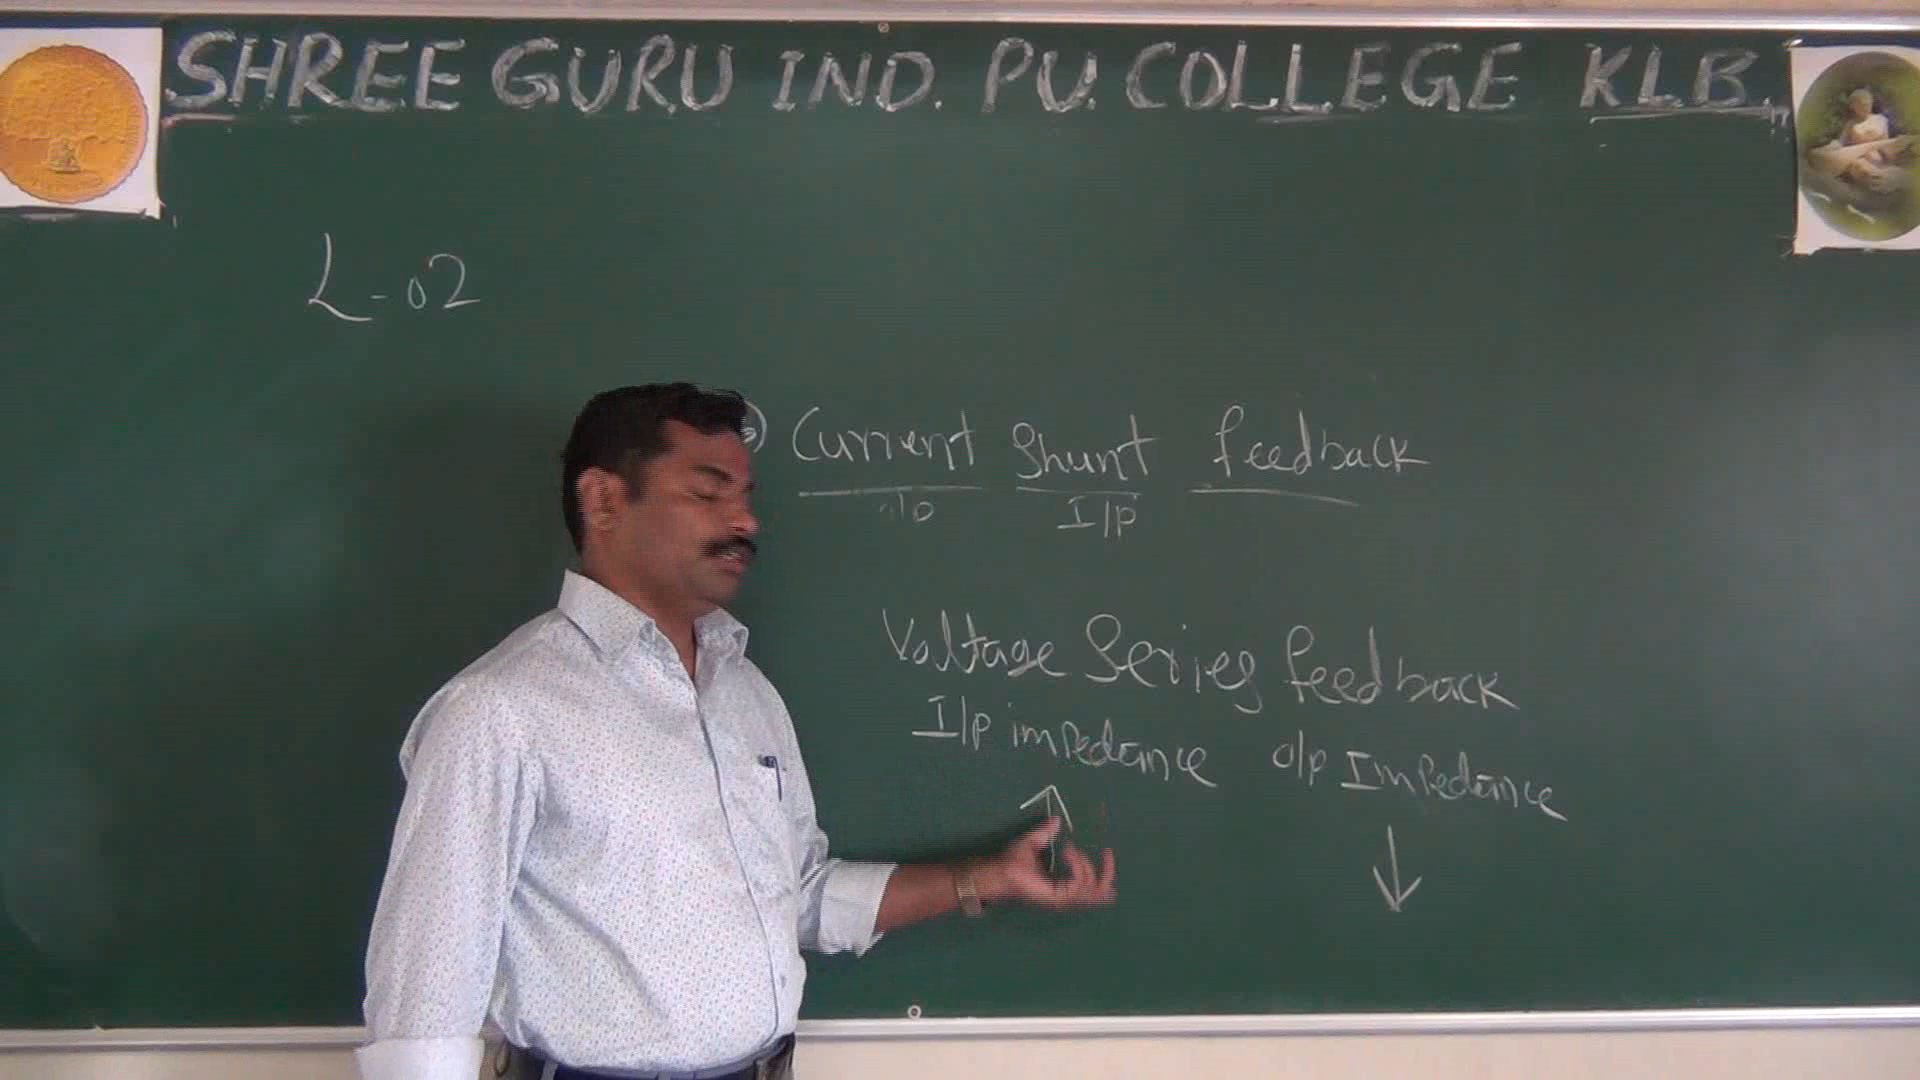 SHREE GURU IND. PU. COLLEGE KLB.
L-02
Current Shunt feedback
I/p
Voltage Series feedback
I/p impedance o/p Impedance